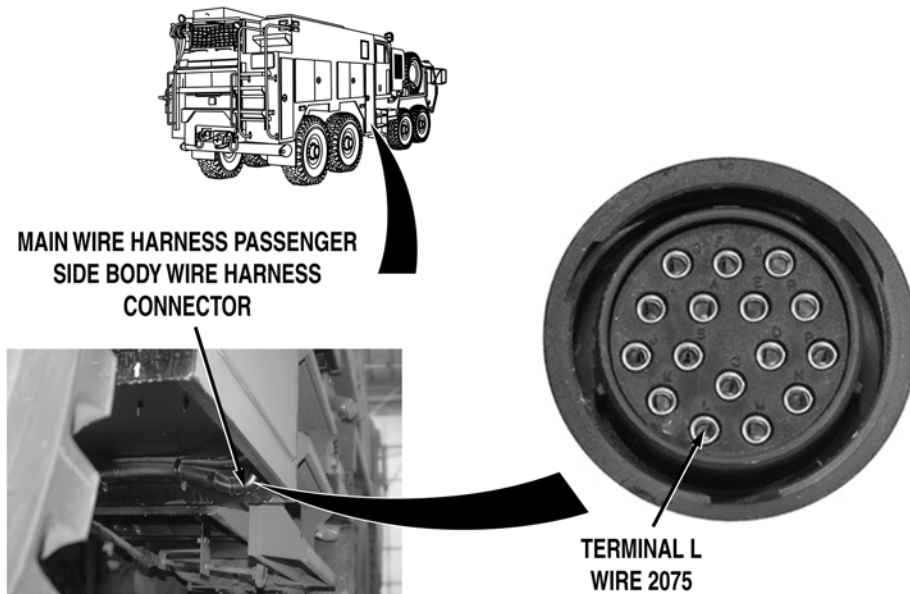 MAIN WIRE HARNESS PASSENGER
SIDE BODY WIRE HARNESS
CONNECTOR
TERMINAL L
WIRE 2075